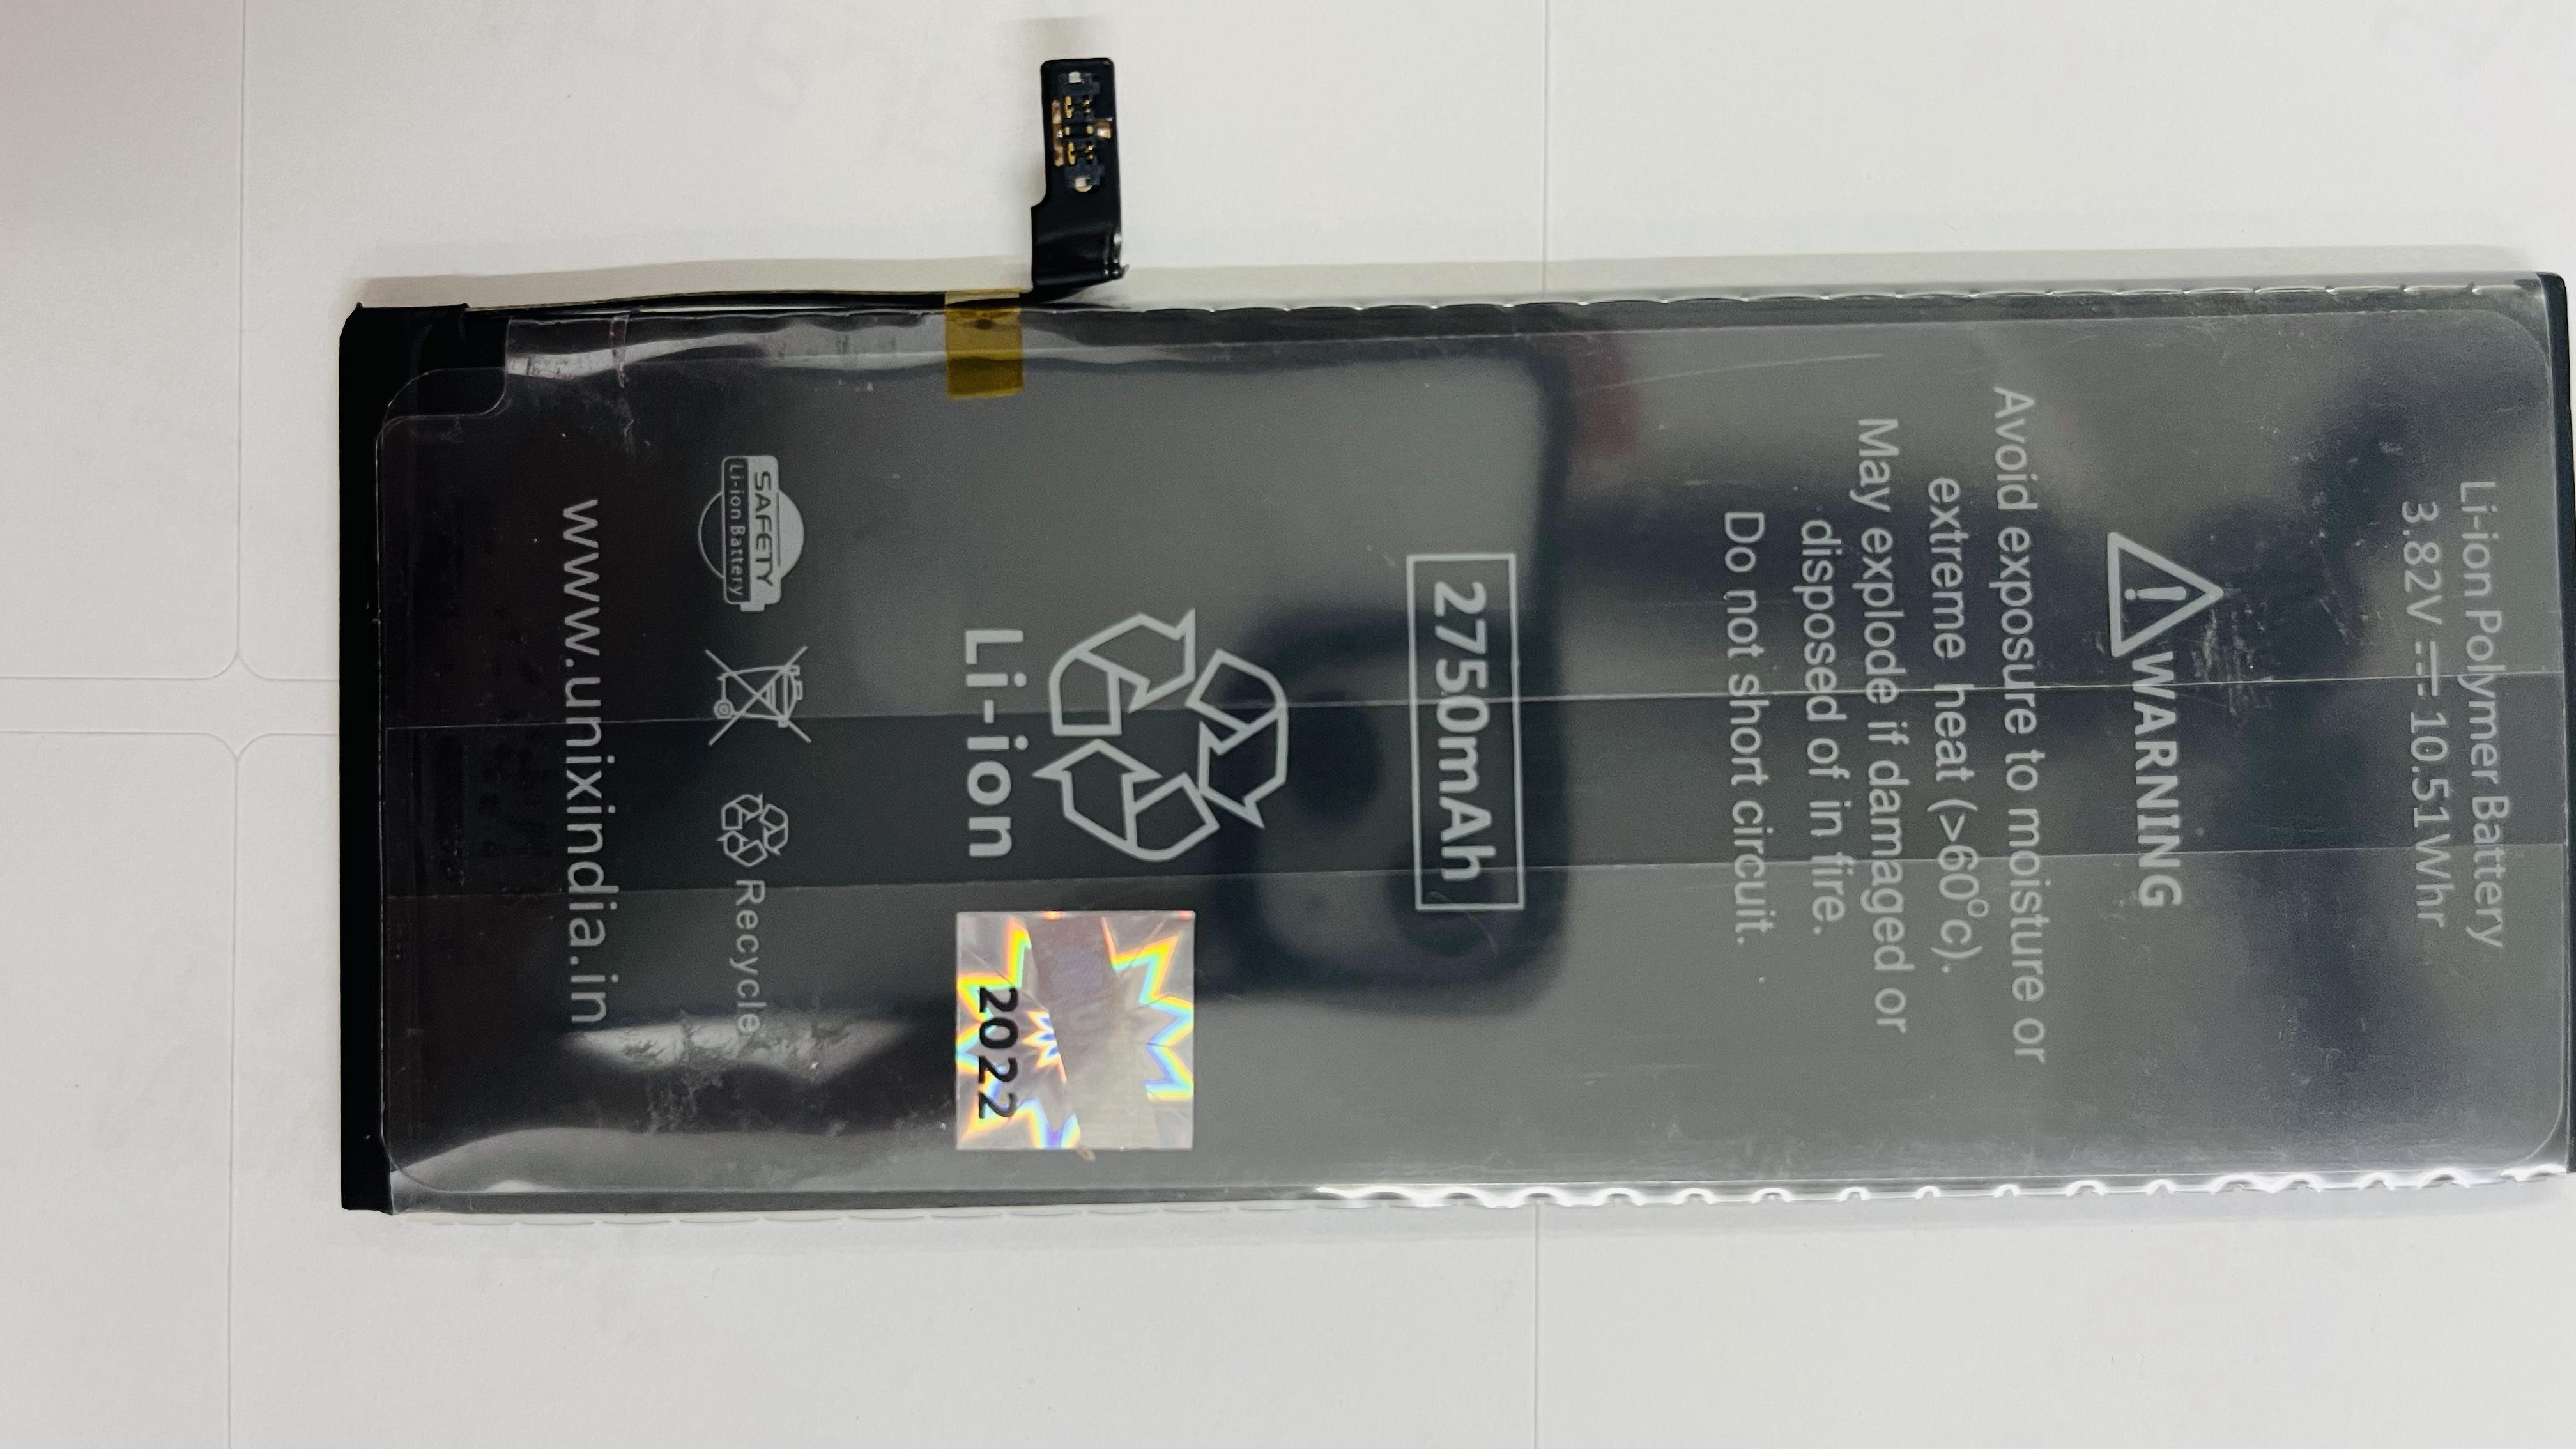 Li-ion Polymer Battery
3.82V 10.51Whr
WARNING
Avoid exposure to moisture or
extreme heat (>60°c).
May explode if damaged or
disposed of in fire.
Do not short circuit.
2750mAh
Li-ion
2022
SAFETY
Li-ion Battery
Recycle
www.unixindia.in